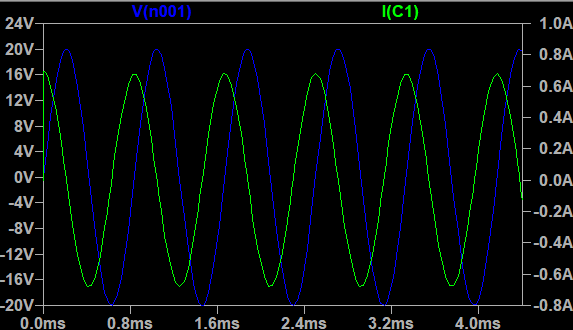 V(n001) I(C1)
24V 1.0A
20V 0.8A
16V 0.6A
12V 0.4A
8V 0.2A
4V 0.0A
0V -0.2A
-4V -0.4A
-8V -0.6A
-12V -0.8A
-16V
-20V
0.0ms 0.8ms 1.6ms 2.4ms 3.2ms 4.0ms